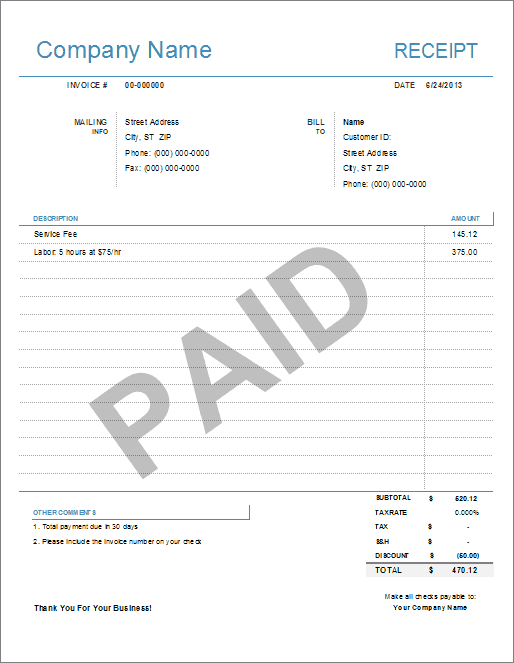 Company Name RECEIPT
INVOICE # 00-000000 DATE 6/24/2013
MAILING INFO
Street Address
City, ST ZIP
Phone: (000) 000-0000
Fax: (000) 000-0000
BILL TO
Name
Customer ID:
Street Address
City, ST ZIP
Phone: (000) 000-0000
DESCRIPTION AMOUNT
Service Fee 145.12
Labor: 5 hours at $75/hr 375.00
PAID
SUBTOTAL $ 520.12
TAXRATE 0.000%
TAX $ -
S&H $ -
DISCOUNT (50.00)
TOTAL $ 470.12
OTHER COMMENTS
1. Total payment due in 30 days
2. Please include the invoice number on your check
Make all checks payable to:
Your Company Name
Thank You For Your Business!